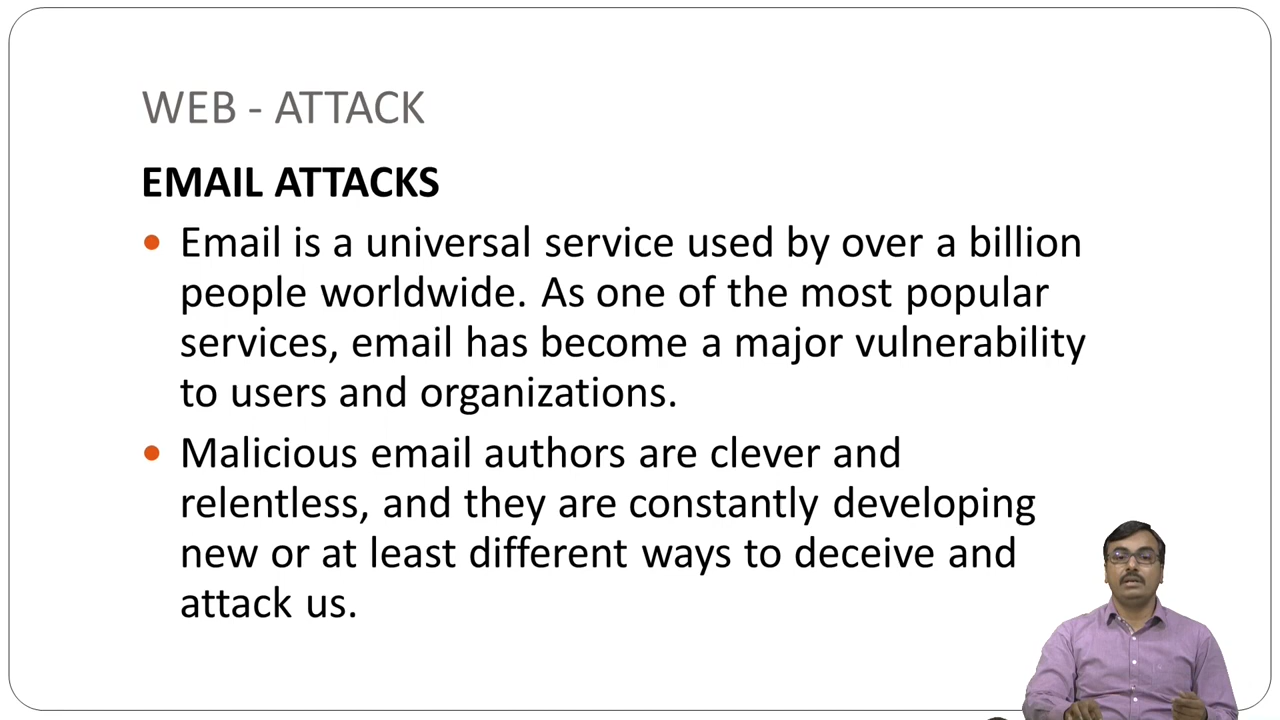 WEB - ATTACK
EMAIL ATTACKS
• Email is a universal service used by over a billion
people worldwide. As one of the most popular
services, email has become a major vulnerability
to users and organizations.
• Malicious email authors are clever and
relentless, and they are constantly developing
new or at least different ways to deceive and
attack us.